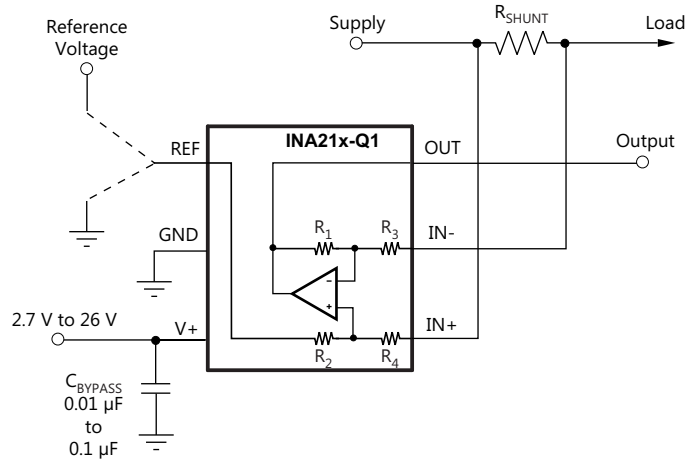 Reference
Voltage
Supply
R_SHUNT
Load
INA21x-Q1
REF
OUT
Output
GND
R_1
R_3
IN-
-
+
2.7 V to 26 V
V+
R_2
R_4
IN+
C_BYPASS
0.01 µF
to
0.1 µF